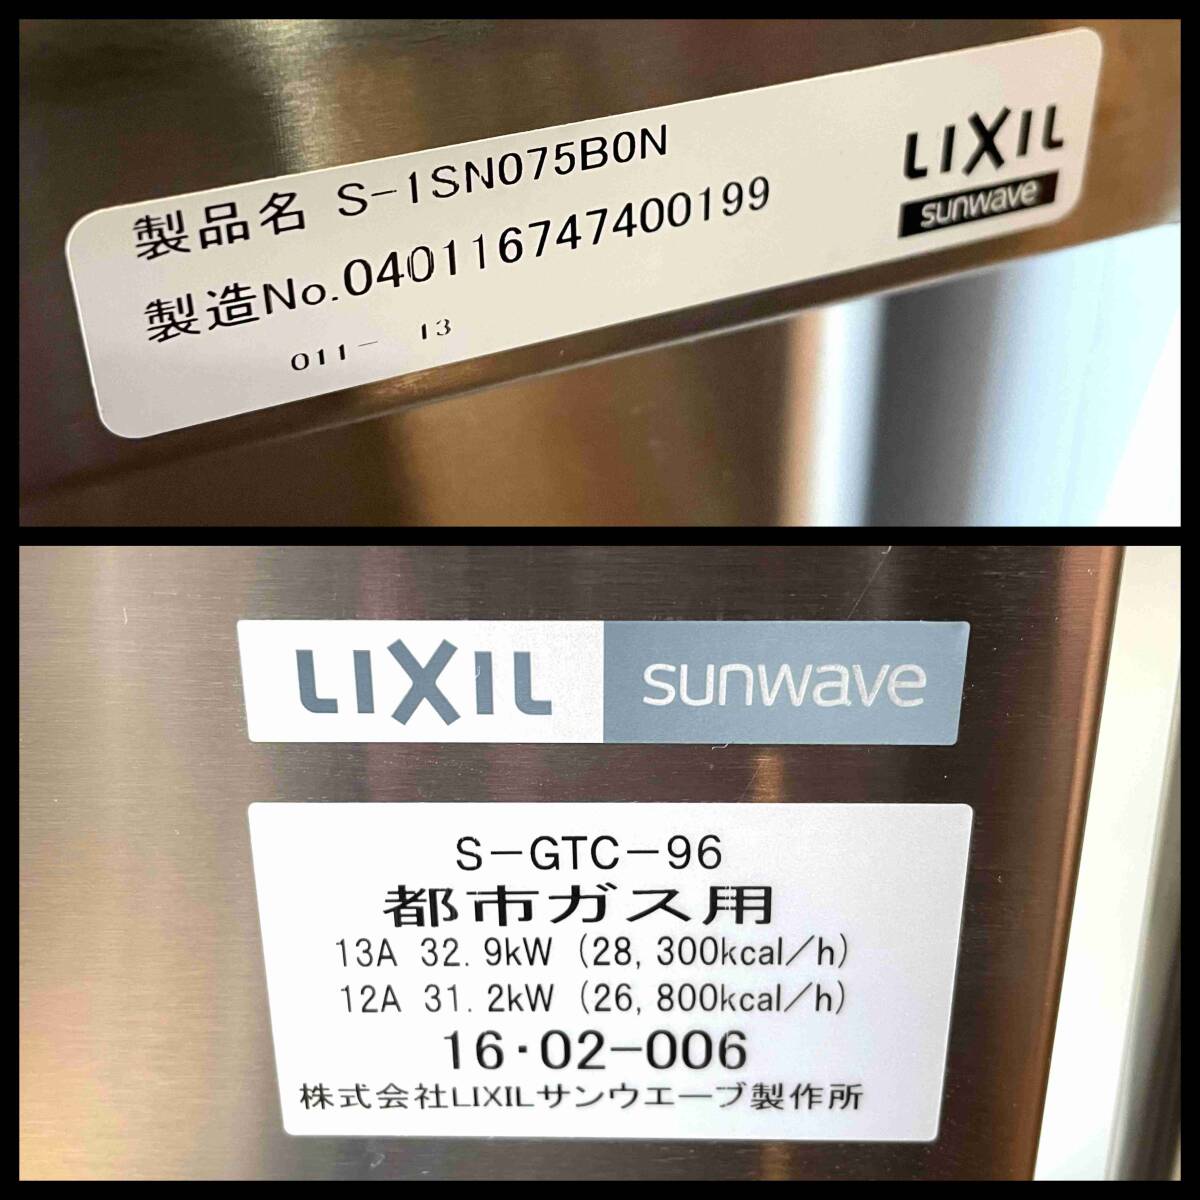 製品名 S-1SN075B0N
製造No.040116747400199
011- 13
LIXIL
sunwave
LIXIL sunwave
S-GTC-96
都市ガス用
13A 32.9kW (28,300kcal/h)
12A 31.2kW (26,800kcal/h)
16・02-006
株式会社LIXILサンウエーブ製作所